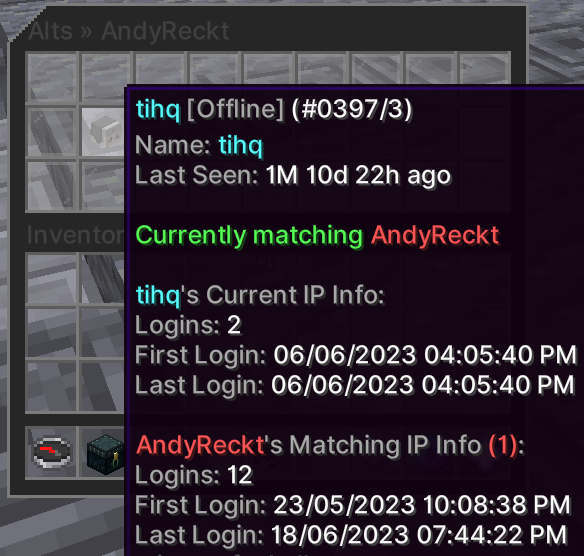 Alts » AndyReckt
tihq [Offline] (#0397/3)
Name: tihq
Last Seen: 1M 10d 22h ago
Inventor
Currently matching AndyReckt
tihq's Current IP Info:
Logins: 2
First Login: 06/06/2023 04:05:40 PM
Last Login: 06/06/2023 04:05:40 PM
AndyReckt's Matching IP Info (1):
Logins: 12
First Login: 23/05/2023 10:08:38 PM
Last Login: 18/06/2023 07:44:22 PM